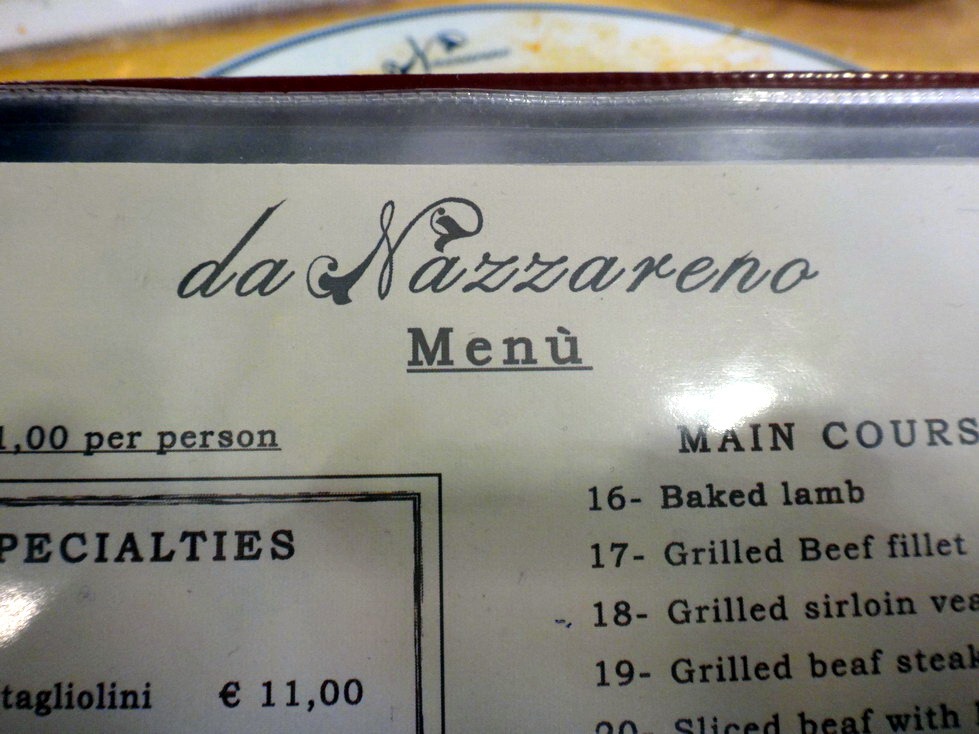 da Nazzareno
Menù
1,00 per person
PECIALTIES
tagliolini € 11,00
MAIN COURS
16- Baked lamb
17- Grilled Beef fillet
18- Grilled sirloin vea
19- Grilled beaf steak
20- Sliced beaf with